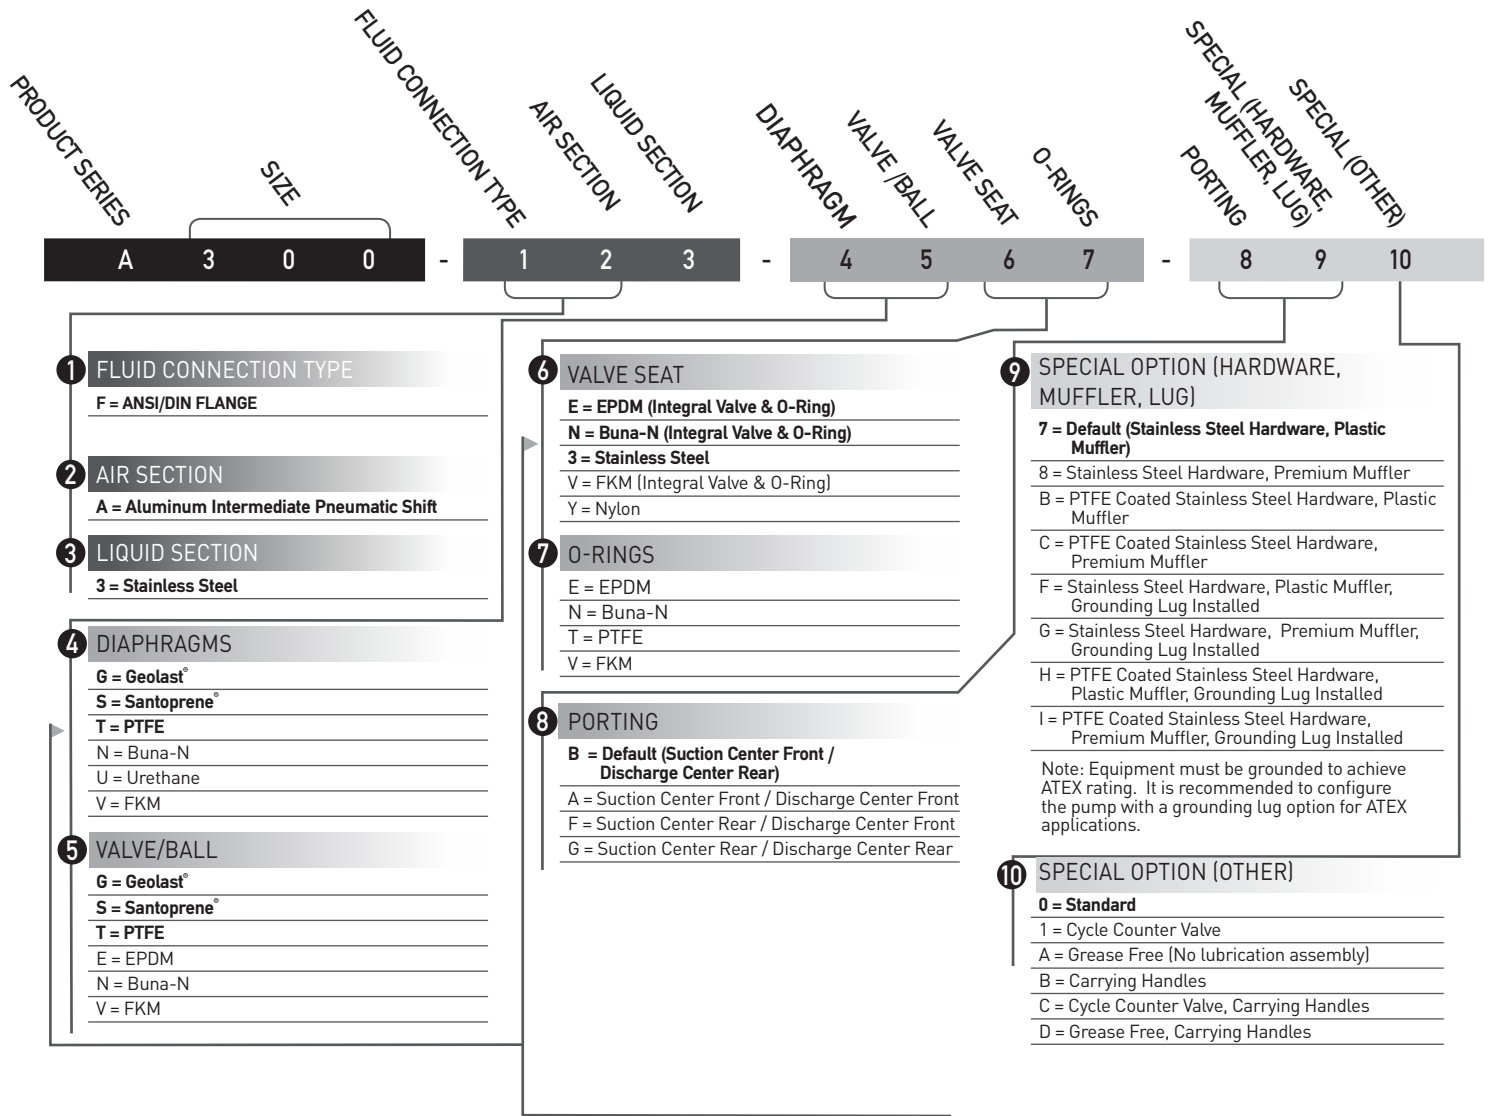 PRODUCT SERIES
SIZE
FLUID CONNECTION TYPE
AIR SECTION
LIQUID SECTION
DIAPHRAGM
VALVE /BALL
VALVE SEAT
O-RINGS
PORTING
SPECIAL (HARDWARE,
MUFFLER, LUG)
SPECIAL (OTHER)
A 3 0 0 - 1 2 3 - 4 5 6 7 - 8 9 10
1 FLUID CONNECTION TYPE
F = ANSI/DIN FLANGE
2 AIR SECTION
A = Aluminum Intermediate Pneumatic Shift
3 LIQUID SECTION
3 = Stainless Steel
4 DIAPHRAGMS
G = Geolast®
S = Santoprene®
T = PTFE
N = Buna-N
U = Urethane
V = FKM
5 VALVE/BALL
G = Geolast®
S = Santoprene®
T = PTFE
E = EPDM
N = Buna-N
V = FKM
6 VALVE SEAT
E = EPDM (Integral Valve & O-Ring)
N = Buna-N (Integral Valve & O-Ring)
3 = Stainless Steel
V = FKM (Integral Valve & O-Ring)
Y = Nylon
7 O-RINGS
E = EPDM
N = Buna-N
T = PTFE
V = FKM
8 PORTING
B = Default (Suction Center Front /
Discharge Center Rear)
A = Suction Center Front / Discharge Center Front
F = Suction Center Rear / Discharge Center Front
G = Suction Center Rear / Discharge Center Rear
9 SPECIAL OPTION (HARDWARE,
MUFFLER, LUG)
7 = Default (Stainless Steel Hardware, Plastic
Muffler)
8 = Stainless Steel Hardware, Premium Muffler
B = PTFE Coated Stainless Steel Hardware, Plastic
Muffler
C = PTFE Coated Stainless Steel Hardware,
Premium Muffler
F = Stainless Steel Hardware, Plastic Muffler,
Grounding Lug Installed
G = Stainless Steel Hardware, Premium Muffler,
Grounding Lug Installed
H = PTFE Coated Stainless Steel Hardware,
Plastic Muffler, Grounding Lug Installed
I = PTFE Coated Stainless Steel Hardware,
Premium Muffler, Grounding Lug Installed
Note: Equipment must be grounded to achieve
ATEX rating. It is recommended to configure
the pump with a grounding lug option for ATEX
applications.
10 SPECIAL OPTION (OTHER)
0 = Standard
1 = Cycle Counter Valve
A = Grease Free (No lubrication assembly)
B = Carrying Handles
C = Cycle Counter Valve, Carrying Handles
D = Grease Free, Carrying Handles